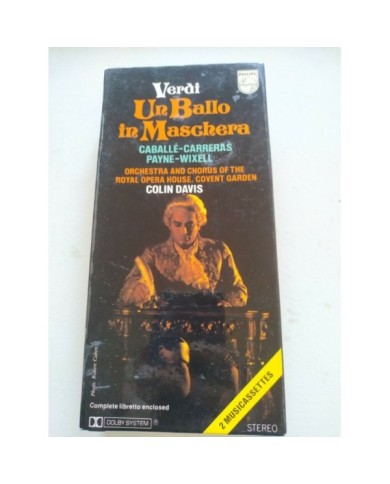 PHILIPS
Verdi
Un Ballo
in Maschera
CABALLÉ-CARRERAS
PAYNE-WIXELL
ORCHESTRA AND CHORUS OF THE
ROYAL OPERA HOUSE, COVENT GARDEN
COLIN DAVIS
2 MUSICASSETTES
Complete libretto enclosed
DOLBY SYSTEM ®
STEREO